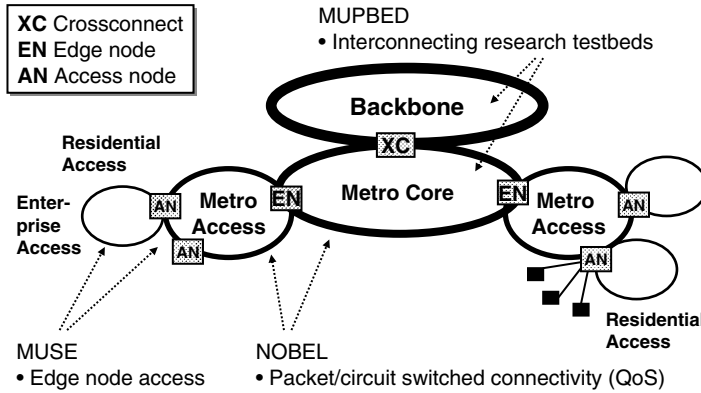 XC Crossconnect
EN Edge node
AN Access node
MUPBED
• Interconnecting research testbeds
Backbone
XC
Residential
Access
Enter-
prise
Access
AN
Metro
Access
AN
EN
Metro Core
EN
Metro
Access
AN
AN
Residential
Access
MUSE
• Edge node access
NOBEL
• Packet/circuit switched connectivity (QoS)